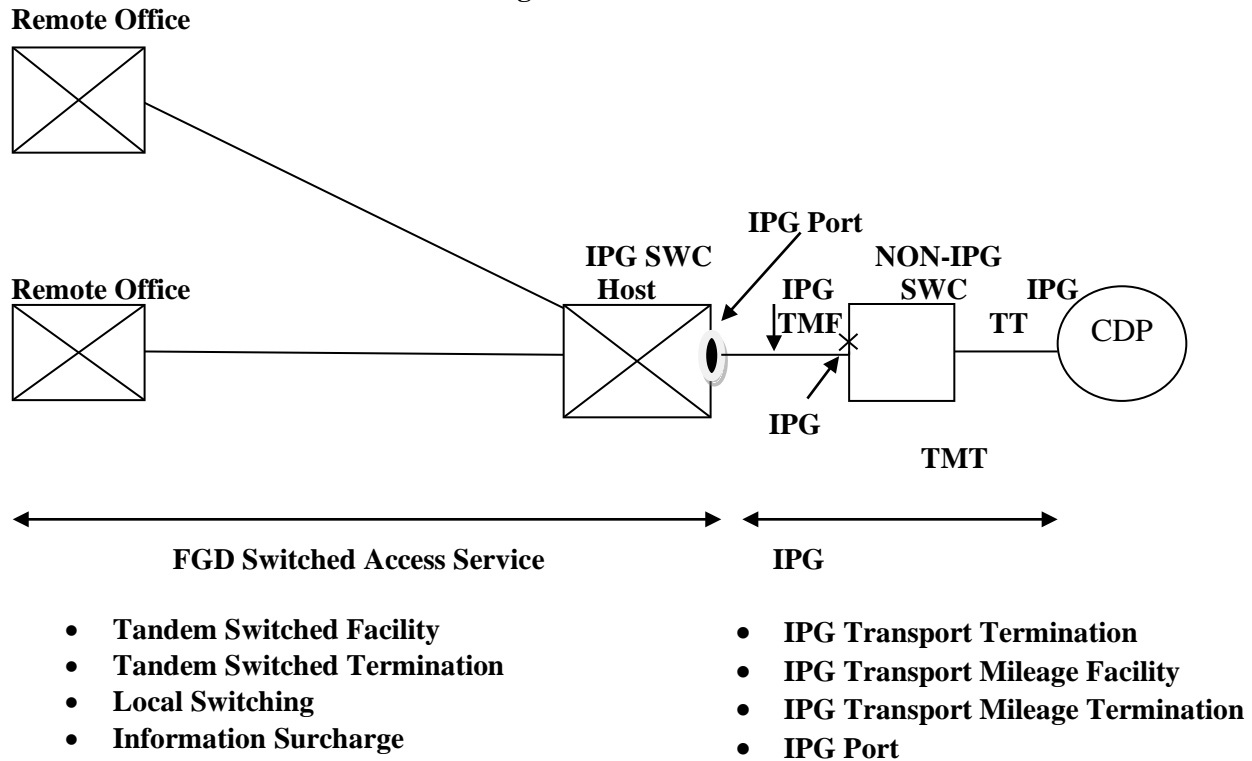 Remote Office
IPG Port
IPG SWC
Host
NON-IPG
SWC
Remote Office
IPG
TMF
IPG
TT
CDP
IPG
TMT
FGD Switched Access Service
IPG
• Tandem Switched Facility
• Tandem Switched Termination
• Local Switching
• Information Surcharge
• IPG Transport Termination
• IPG Transport Mileage Facility
• IPG Transport Mileage Termination
• IPG Port